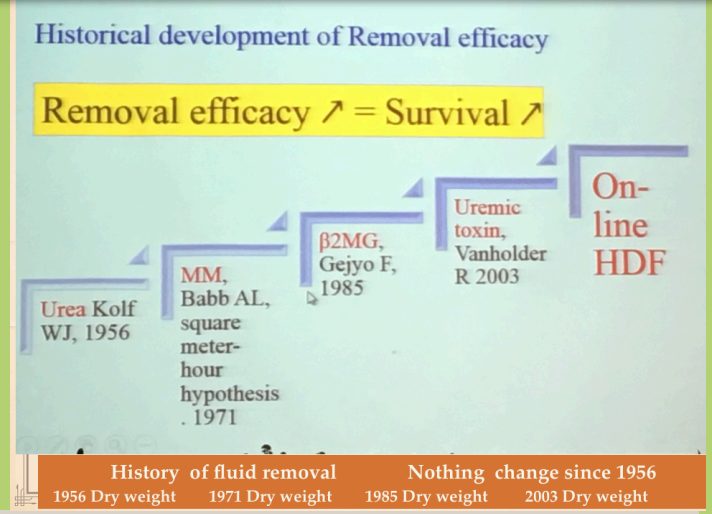 Historical development of Removal efficacy
Removal efficacy ↗ = Survival ↗
Urea Kolf
WJ, 1956
MM,
Babb AL,
square
meter-
hour
hypothesis
. 1971
β2MG,
Gejyo F,
1985
Uremic
toxin,
Vanholder
R 2003
On-
line
HDF
History of fluid removal
Nothing change since 1956
1956 Dry weight
1971 Dry weight
1985 Dry weight
2003 Dry weight